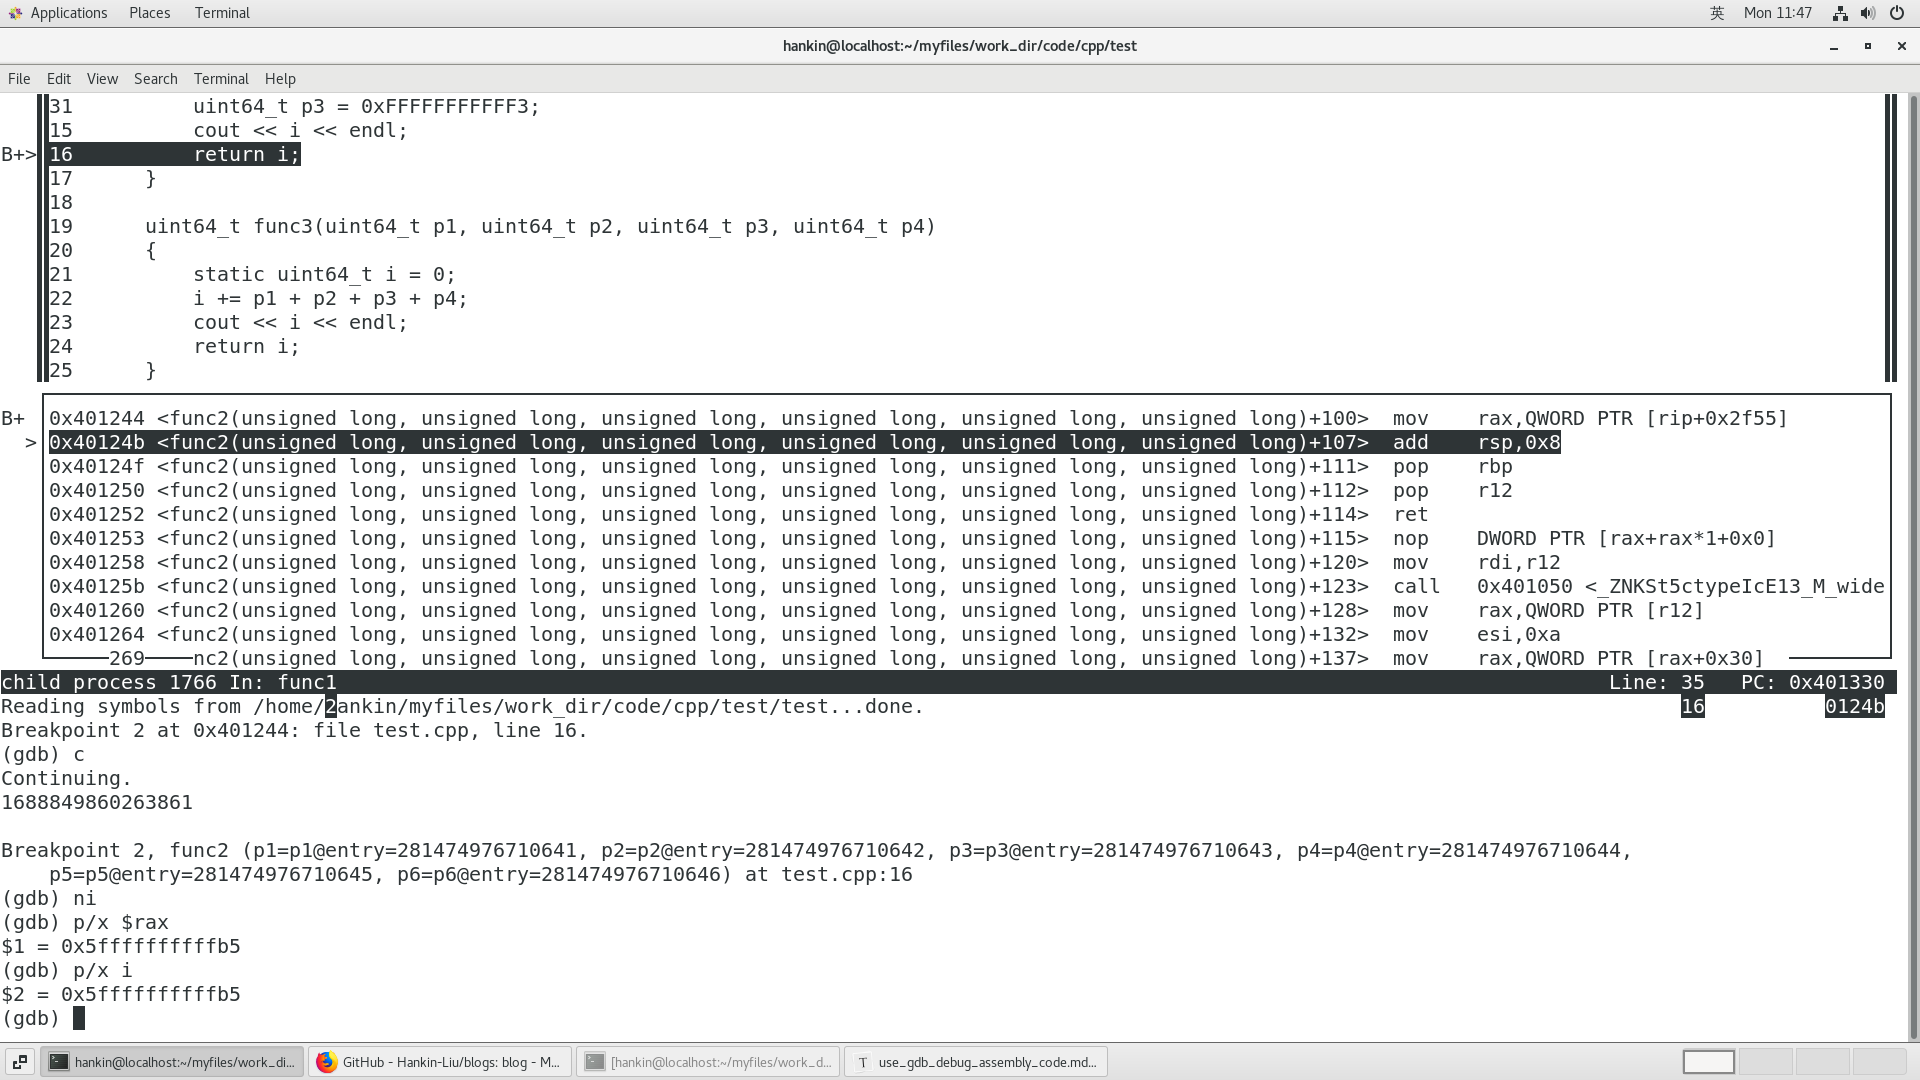 Applications Places Terminal 英 Mon 11:47
hankin@localhost:~/myfiles/work_dir/code/cpp/test
File Edit View Search Terminal Help
31 uint64_t p3 = 0xFFFFFFFFFFF3;
15 cout << i << endl;
B+> 16 return i;
17 }
18
19 uint64_t func3(uint64_t p1, uint64_t p2, uint64_t p3, uint64_t p4)
20 {
21 static uint64_t i = 0;
22 i += p1 + p2 + p3 + p4;
23 cout << i << endl;
24 return i;
25 }
B+ 0x401244 <func2(unsigned long, unsigned long, unsigned long, unsigned long, unsigned long, unsigned long)+100> mov rax,QWORD PTR [rip+0x2f55]
> 0x40124b <func2(unsigned long, unsigned long, unsigned long, unsigned long, unsigned long, unsigned long)+107> add rsp,0x8
0x40124f <func2(unsigned long, unsigned long, unsigned long, unsigned long, unsigned long, unsigned long)+111> pop rbp
0x401250 <func2(unsigned long, unsigned long, unsigned long, unsigned long, unsigned long, unsigned long)+112> pop r12
0x401252 <func2(unsigned long, unsigned long, unsigned long, unsigned long, unsigned long, unsigned long)+114> ret
0x401253 <func2(unsigned long, unsigned long, unsigned long, unsigned long, unsigned long, unsigned long)+115> nop DWORD PTR [rax+rax*1+0x0]
0x401258 <func2(unsigned long, unsigned long, unsigned long, unsigned long, unsigned long, unsigned long)+120> mov rdi,r12
0x40125b <func2(unsigned long, unsigned long, unsigned long, unsigned long, unsigned long, unsigned long)+123> call 0x401050 <_ZNKSt5ctypeIcE13_M_wide
0x401260 <func2(unsigned long, unsigned long, unsigned long, unsigned long, unsigned long, unsigned long)+128> mov rax,QWORD PTR [r12]
0x401264 <func2(unsigned long, unsigned long, unsigned long, unsigned long, unsigned long, unsigned long)+132> mov esi,0xa
269 nc2(unsigned long, unsigned long, unsigned long, unsigned long, unsigned long, unsigned long)+137> mov rax,QWORD PTR [rax+0x30]
child process 1766 In: func1 Line: 35 PC: 0x401330
Reading symbols from /home/2ankin/myfiles/work_dir/code/cpp/test/test...done. 16 0124b
Breakpoint 2 at 0x401244: file test.cpp, line 16.
(gdb) c
Continuing.
1688849860263861
Breakpoint 2, func2 (p1=p1@entry=281474976710641, p2=p2@entry=281474976710642, p3=p3@entry=281474976710643, p4=p4@entry=281474976710644,
p5=p5@entry=281474976710645, p6=p6@entry=281474976710646) at test.cpp:16
(gdb) ni
(gdb) p/x $rax
$1 = 0x5ffffffffffb5
(gdb) p/x i
$2 = 0x5ffffffffffb5
(gdb)
hankin@localhost:~/myfiles/work_di... GitHub - Hankin-Liu/blogs: blog - M... [hankin@localhost:~/myfiles/work_d... T use_gdb_debug_assembly_code.md...